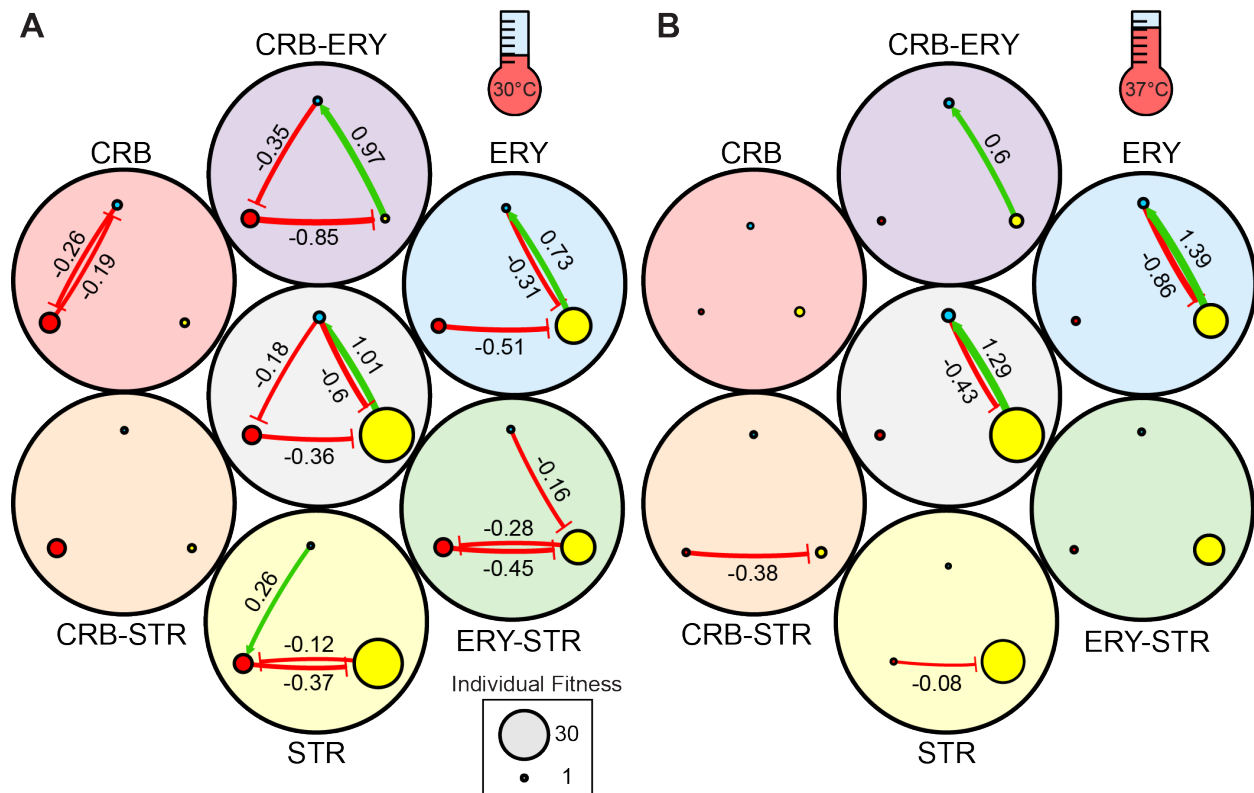 A
CRB-ERY
30°C
-0.35
0.97
-0.85
CRB
-0.26
-0.19
ERY
0.73
-0.31
-0.51
-0.18
1.01
-0.6
-0.36
CRB-STR
-0.16
-0.28
-0.45
ERY-STR
0.26
-0.12
-0.37
STR
Individual Fitness
30
1
B
CRB-ERY
37°C
0.6
CRB
ERY
1.39
-0.86
1.29
-0.43
-0.38
CRB-STR
ERY-STR
-0.08
STR